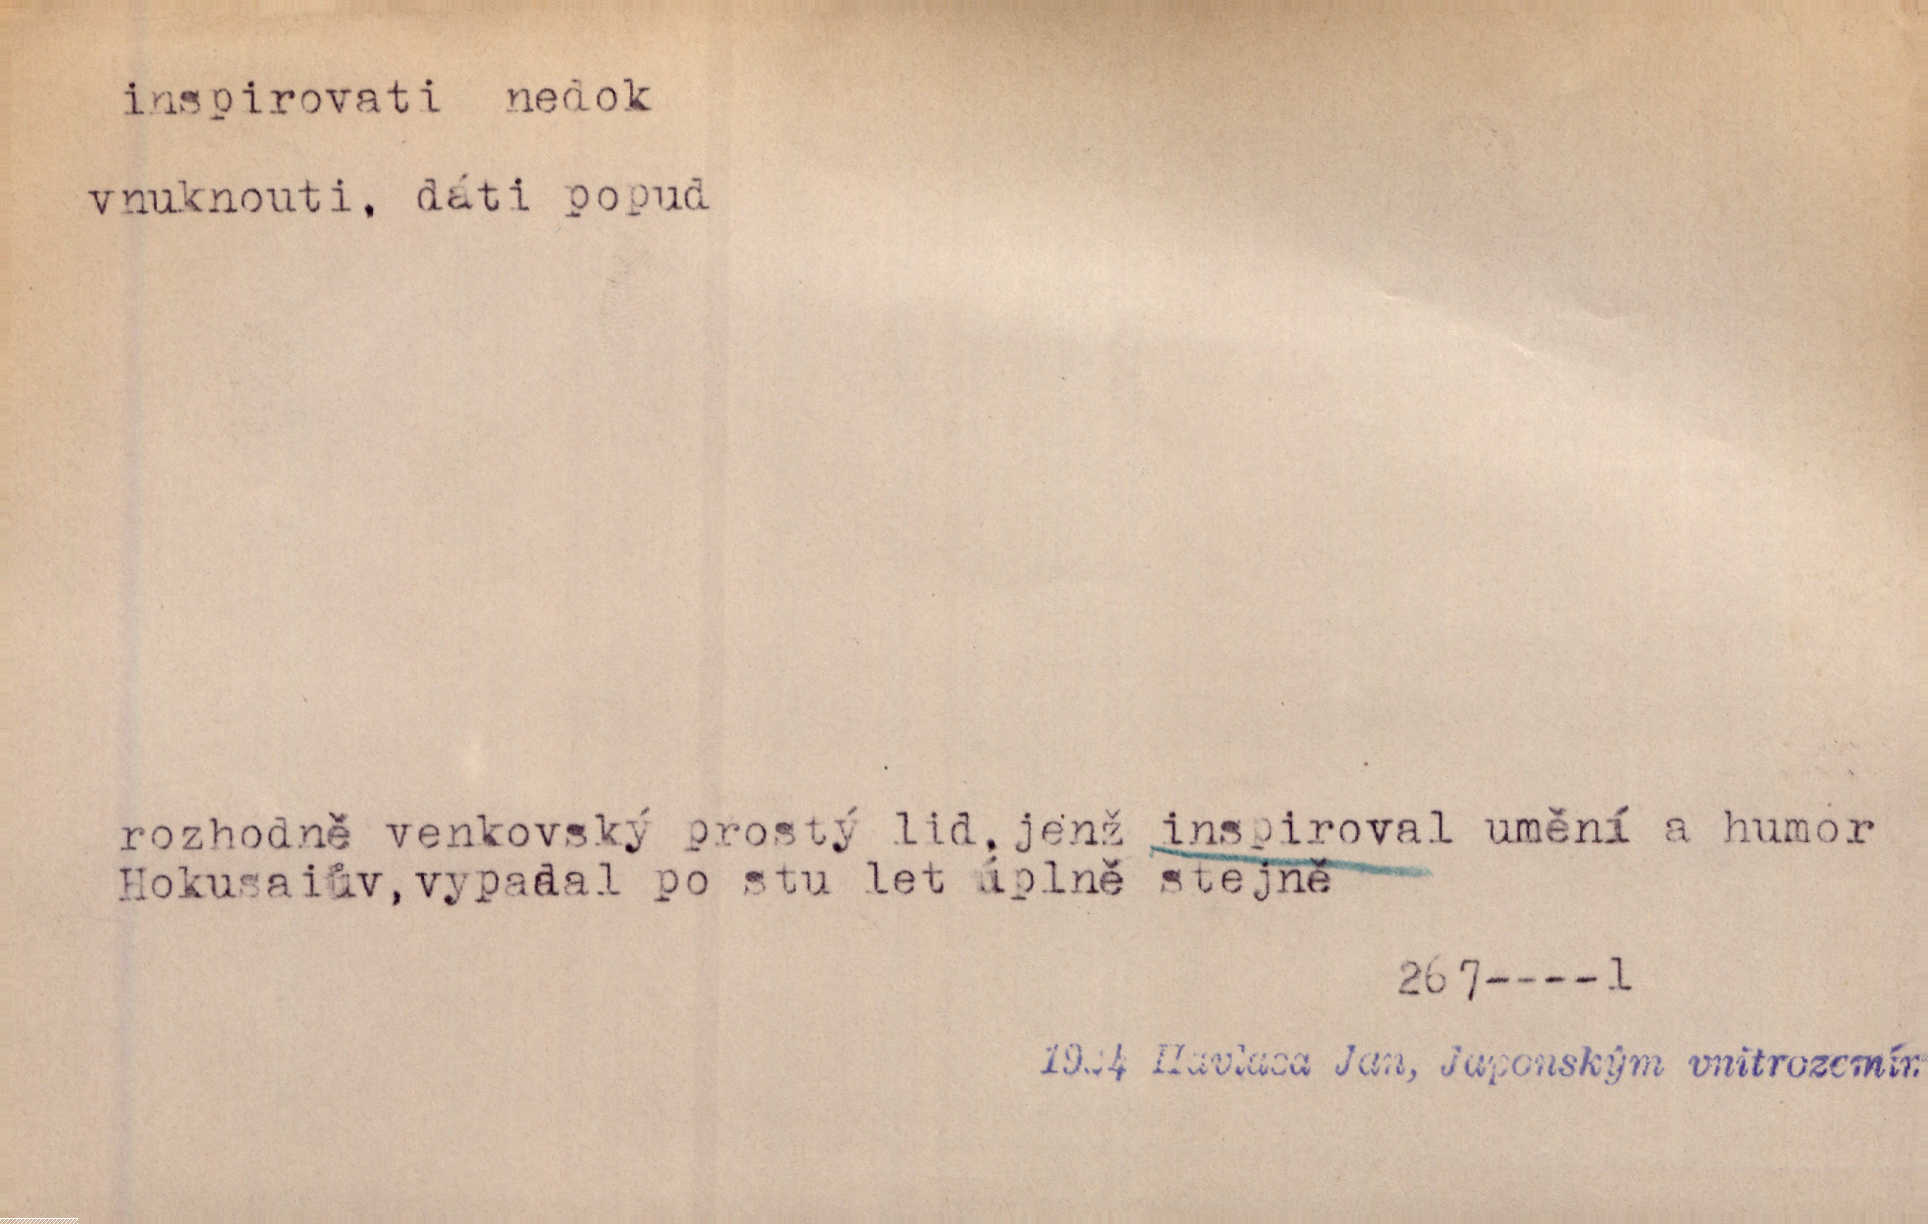 inspirovati nedok
vnuknouti, dáti popud
rozhodně venkovský prostý lid, jenž inspiroval umění a humor
Hokusaiův, vypadal po stu let úplně stejně
267----1
Havlasa Jan, Japonským vnitrozemím